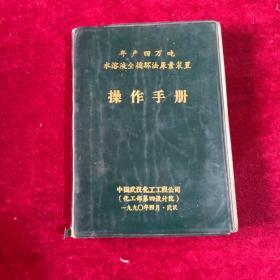 年产四万吨
水溶液全循环法尿素装置
操作手册
中国武汉化工工程公司
(化工部第四设计院)
一九九〇年四月·武汉